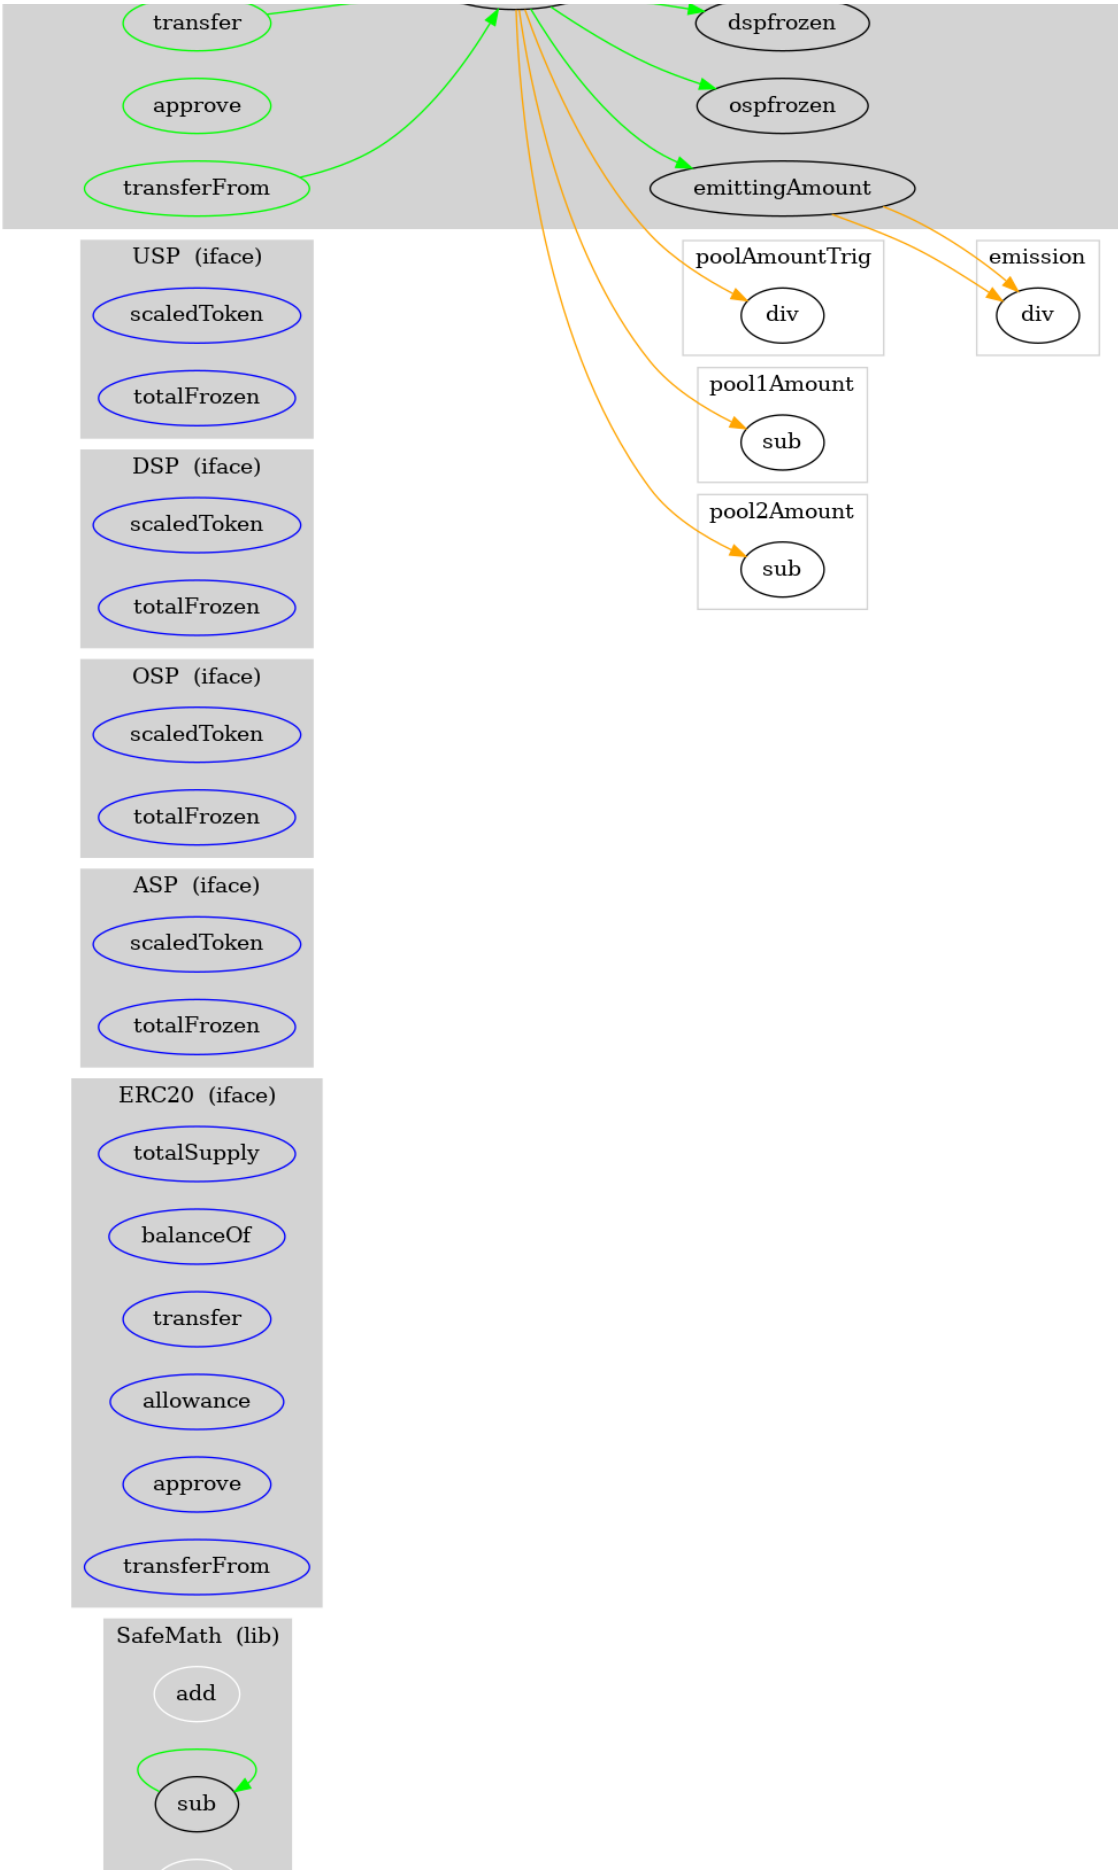 transfer
dspfrozen
approve
ospfrozen
transferFrom
emittingAmount
USP (iface)
scaledToken
totalFrozen
poolAmountTrig
div
emission
div
pool1Amount
sub
pool2Amount
sub
DSP (iface)
scaledToken
totalFrozen
OSP (iface)
scaledToken
totalFrozen
ASP (iface)
scaledToken
totalFrozen
ERC20 (iface)
totalSupply
balanceOf
transfer
allowance
approve
transferFrom
SafeMath (lib)
add
sub